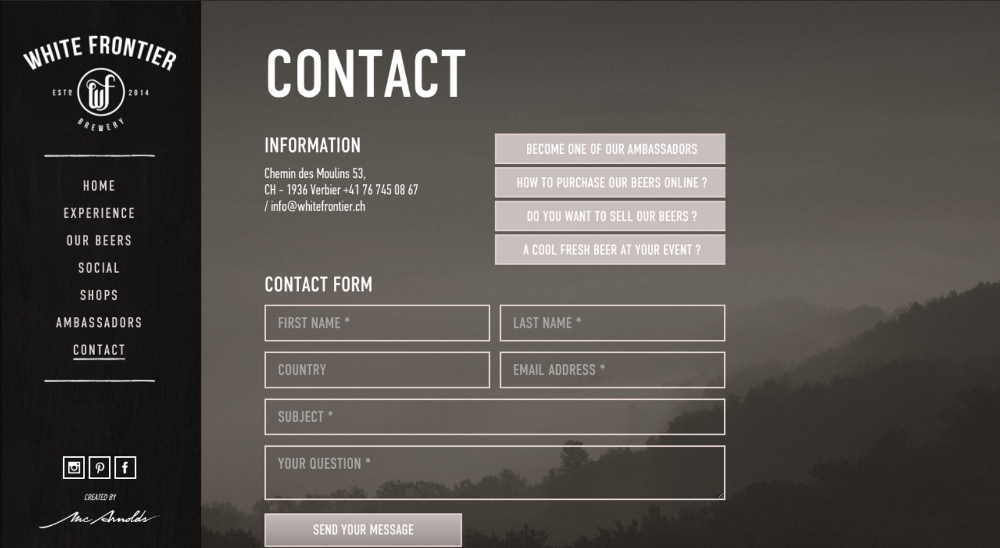 WHITE FRONTIER
ESTD 2014
WF
BREWERY
HOME
EXPERIENCE
OUR BEERS
SOCIAL
SHOPS
AMBASSADORS
CONTACT
CREATED BY
Mc Arnolds
CONTACT
INFORMATION
Chemin des Moulins 53,
CH - 1936 Verbier +41 76 745 08 67
/ info@whitefrontier.ch
BECOME ONE OF OUR AMBASSADORS
HOW TO PURCHASE OUR BEERS ONLINE ?
DO YOU WANT TO SELL OUR BEERS ?
A COOL FRESH BEER AT YOUR EVENT ?
CONTACT FORM
FIRST NAME * LAST NAME *
COUNTRY EMAIL ADDRESS *
SUBJECT *
YOUR QUESTION *
SEND YOUR MESSAGE